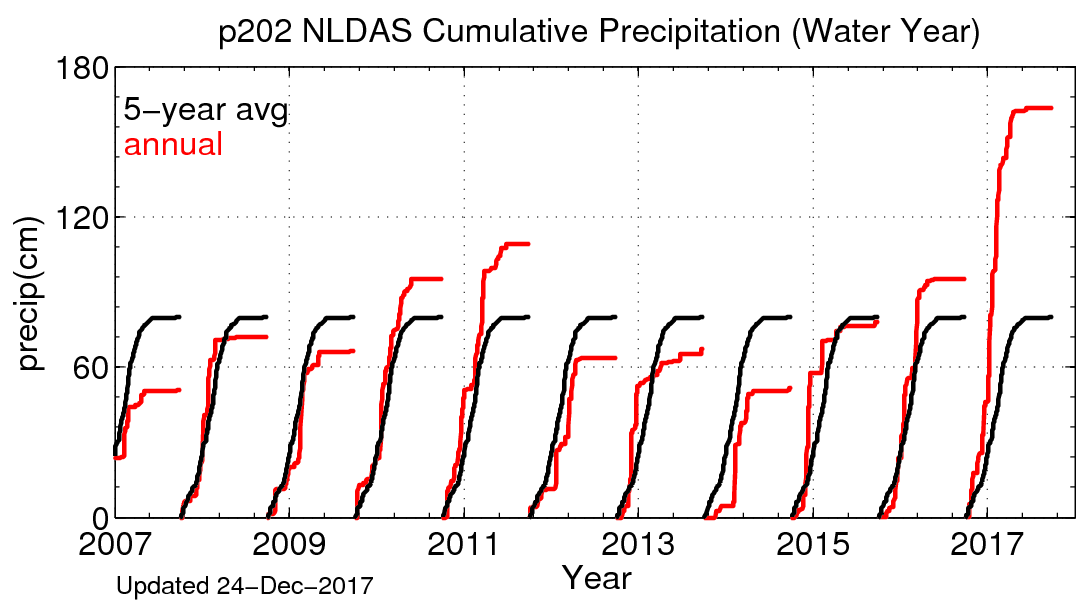 p202 NLDAS Cumulative Precipitation (Water Year)
180
5−year avg
annual
120
precip(cm)
60
0
2007 2009 2011 2013 2015 2017
Year
Updated 24−Dec−2017